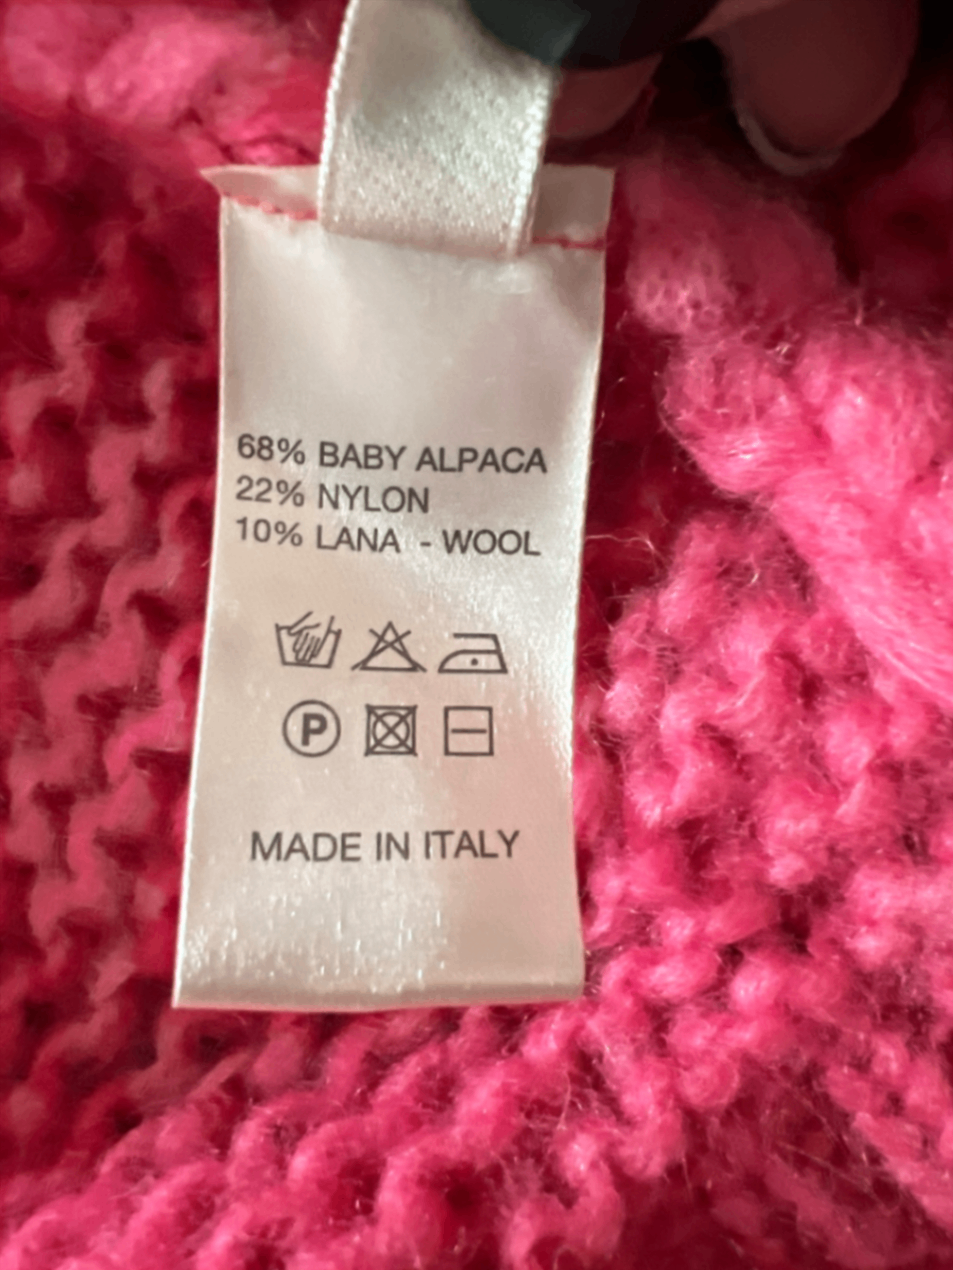 68% BABY ALPACA
22% NYLON
10% LANA - WOOL
P
MADE IN ITALY